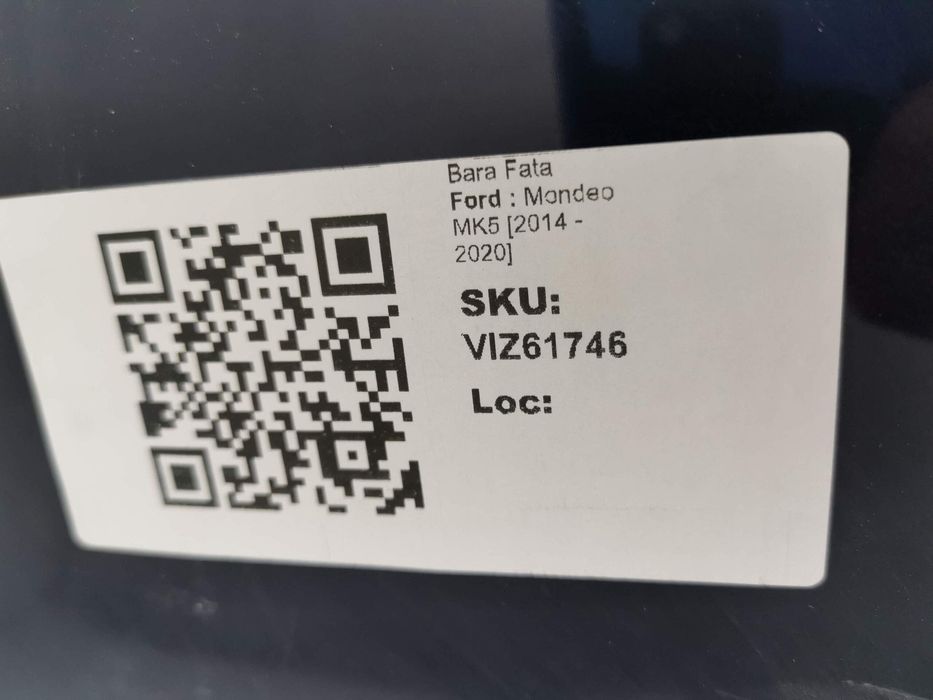 Bara Fata
Ford : Mondeo
MK5 [2014 -
2020]
SKU:
VIZ61746
Loc: